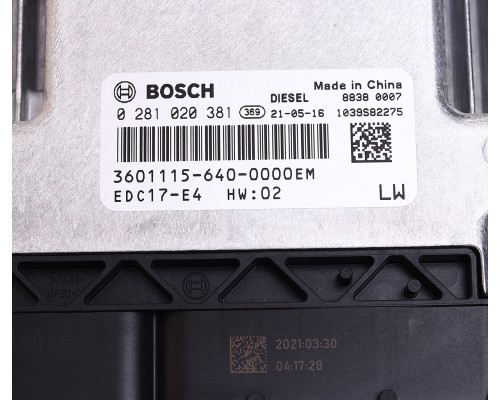 BOSCH
Made in China
DIESEL 8838 0007
0 281 020 381 369 21-05-16 1039S82275
3601115-640-0000EM
EDC17-E4 HW:02 LW
2021:03:30
04:17:28